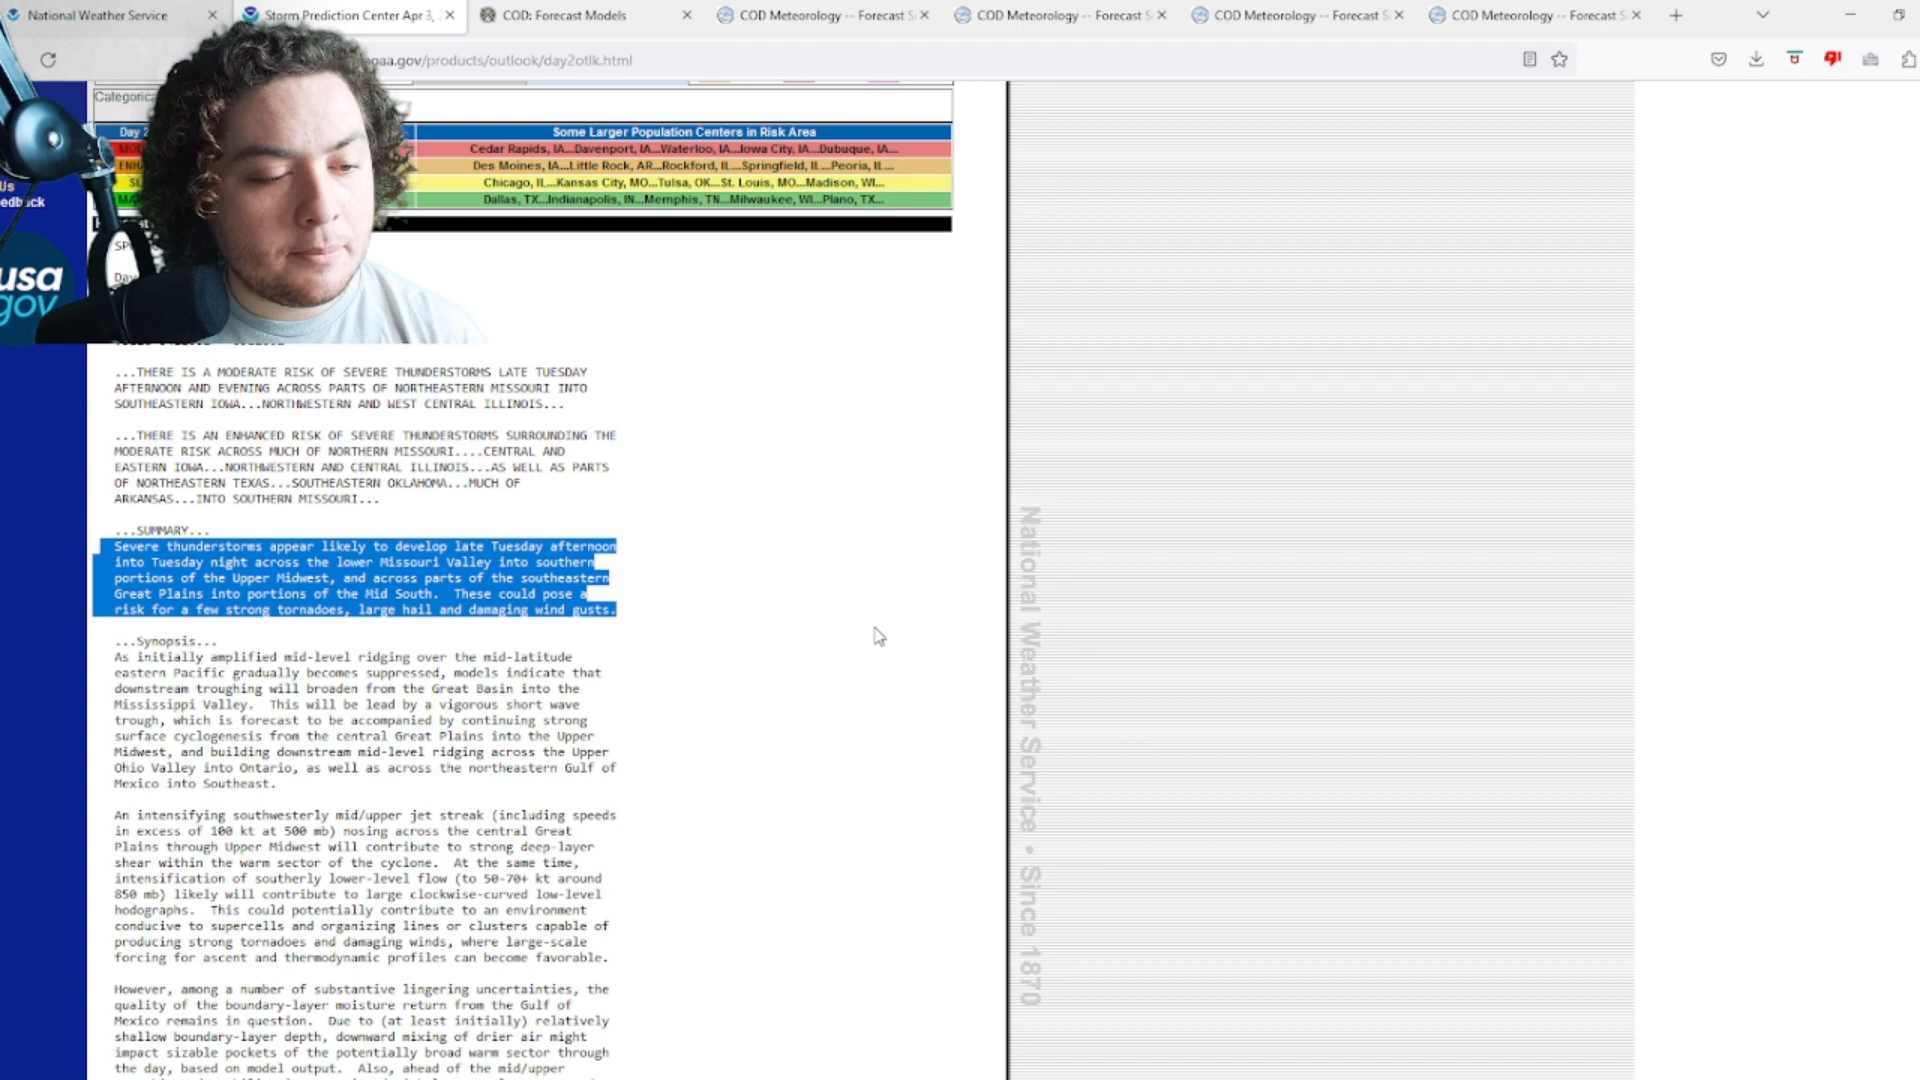 National Weather Service
Storm Prediction Center Apr 3,
COD: Forecast Models
COD Meteorology -- Forecast S
COD Meteorology -- Forecast S
COD Meteorology -- Forecast S
COD Meteorology -- Forecast S
oaa.gov/products/outlook/day2otlk.html
Categorica
Day 2
Some Larger Population Centers in Risk Area
Cedar Rapids, IA...Davenport, IA...Waterloo, IA...Iowa City, IA...Dubuque, IA...
Des Moines, IA...Little Rock, AR...Rockford, IL...Springfield, IL...Peoria, IL...
Chicago, IL...Kansas City, MO...Tulsa, OK...St. Louis, MO...Madison, WI...
Dallas, TX...Indianapolis, IN...Memphis, TN...Milwaukee, WI...Plano, TX...
Us
edback
usa
gov
SP
Day
...THERE IS A MODERATE RISK OF SEVERE THUNDERSTORMS LATE TUESDAY
AFTERNOON AND EVENING ACROSS PARTS OF NORTHEASTERN MISSOURI INTO
SOUTHEASTERN IOWA...NORTHWESTERN AND WEST CENTRAL ILLINOIS...
...THERE IS AN ENHANCED RISK OF SEVERE THUNDERSTORMS SURROUNDING THE
MODERATE RISK ACROSS MUCH OF NORTHERN MISSOURI....CENTRAL AND
EASTERN IOWA...NORTHWESTERN AND CENTRAL ILLINOIS...AS WELL AS PARTS
OF NORTHEASTERN TEXAS...SOUTHEASTERN OKLAHOMA...MUCH OF
ARKANSAS...INTO SOUTHERN MISSOURI...
...SUMMARY...
Severe thunderstorms appear likely to develop late Tuesday afternoon
into Tuesday night across the lower Missouri Valley into southern
portions of the Upper Midwest, and across parts of the southeastern
Great Plains into portions of the Mid South.  These could pose a
risk for a few strong tornadoes, large hail and damaging wind gusts.
...Synopsis...
As initially amplified mid-level ridging over the mid-latitude
eastern Pacific gradually becomes suppressed, models indicate that
downstream troughing will broaden from the Great Basin into the
Mississippi Valley.  This will be lead by a vigorous short wave
trough, which is forecast to be accompanied by continuing strong
surface cyclogenesis from the central Great Plains into the Upper
Midwest, and building downstream mid-level ridging across the Upper
Ohio Valley into Ontario, as well as across the northeastern Gulf of
Mexico into Southeast.
An intensifying southwesterly mid/upper jet streak (including speeds
in excess of 100 kt at 500 mb) nosing across the central Great
Plains through Upper Midwest will contribute to strong deep-layer
shear within the warm sector of the cyclone.  At the same time,
intensification of southerly lower-level flow (to 50-70+ kt around
850 mb) likely will contribute to large clockwise-curved low-level
hodographs.  This could potentially contribute to an environment
conducive to supercells and organizing lines or clusters capable of
producing strong tornadoes and damaging winds, where large-scale
forcing for ascent and thermodynamic profiles can become favorable.
However, among a number of substantive lingering uncertainties, the
quality of the boundary-layer moisture return from the Gulf of
Mexico remains in question.  Due to (at least initially) relatively
shallow boundary-layer depth, downward mixing of drier air might
impact sizable pockets of the potentially broad warm sector through
the day, based on model output.  Also, ahead of the mid/upper
National Weather Service • Since 1870